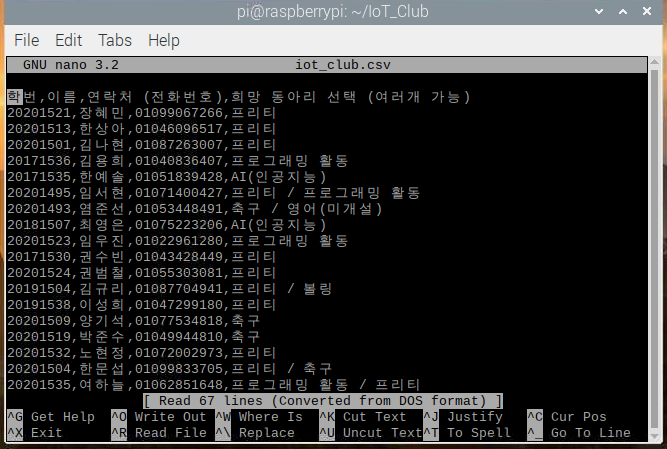 pi@raspberrypi: ~/IoT_Club
File Edit Tabs Help
GNU nano 3.2 iot_club.csv
학번,이름,연락처 (전화번호),희망 동아리 선택 (여러개 가능)
20201521,장혜민,01099067266,프리티
20201513,한상아,01046096517,프리티
20201501,김나현,01087263007,프리티
20171536,김용희,01040836407,프로그래밍 활동
20171535,한예솔,01051839428,AI(인공지능)
20201495,임서현,01071400427,프리티 / 프로그래밍 활동
20201493,염준선,01053448491,축구 / 영어(미개설)
20181507,최영은,01075223206,AI(인공지능)
20201523,임우진,01022961280,프로그래밍 활동
20171530,권수빈,01043428449,프리티
20201524,권범철,01055303081,프리티
20191504,김규리,01087704941,프리티 / 볼링
20191538,이성희,01047299180,프리티
20201509,양기석,01077534818,축구
20201519,박준수,01049944810,축구
20201532,노현정,01072002973,프리티
20201504,한문섭,01099833705,프리티 / 축구
20201535,여하늘,01062851648,프로그래밍 활동 / 프리티
[ Read 67 lines (Converted from DOS format) ]
^G Get Help ^O Write Out ^W Where Is ^K Cut Text ^J Justify ^C Cur Pos
^X Exit ^R Read File ^\ Replace ^U Uncut Text ^T To Spell ^_ Go To Line